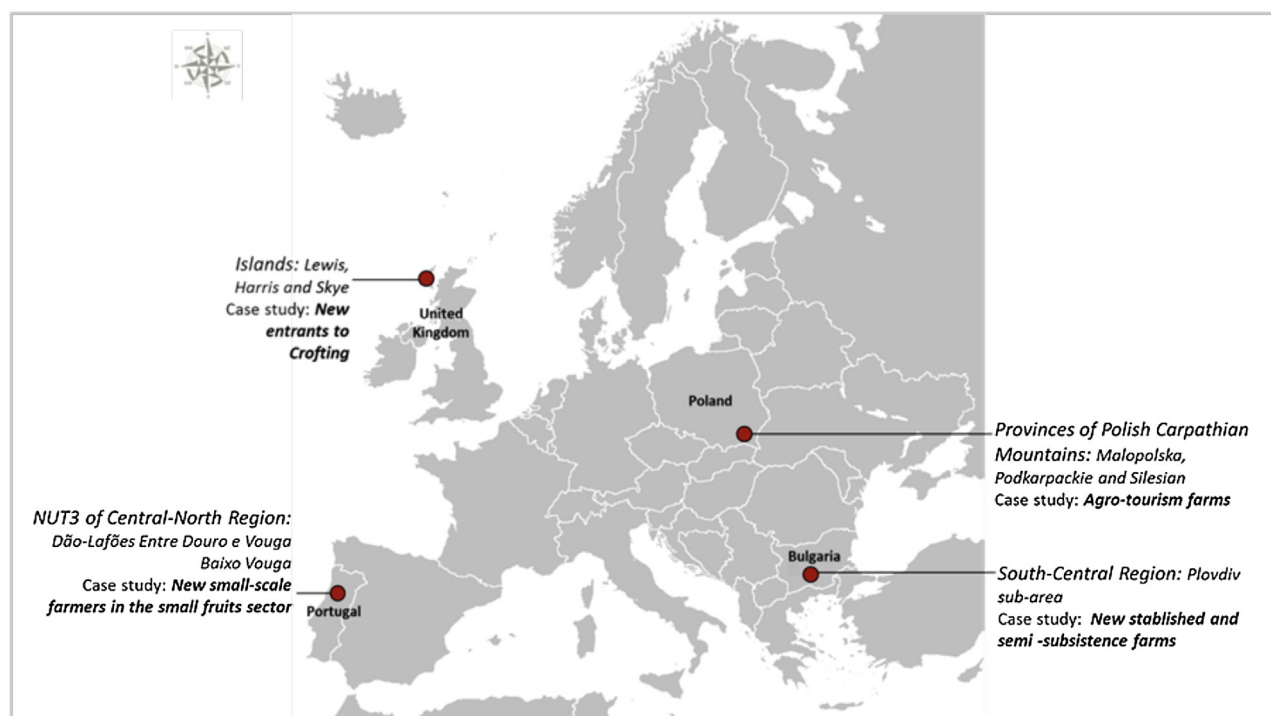 Islands: Lewis,
Harris and Skye
Case study: New
entrants to
Crofting
United
Kingdom
Poland
Provinces of Polish Carpathian
Mountains: Malopolska,
Podkarpackie and Silesian
Case study: Agro-tourism farms
NUT3 of Central-North Region:
Dão-Lafões Entre Douro e Vouga
Baixo Vouga
Case study: New small-scale
farmers in the small fruits sector
Portugal
Bulgaria
South-Central Region: Plovdiv
sub-area
Case study: New stablished and
semi -subsistence farms